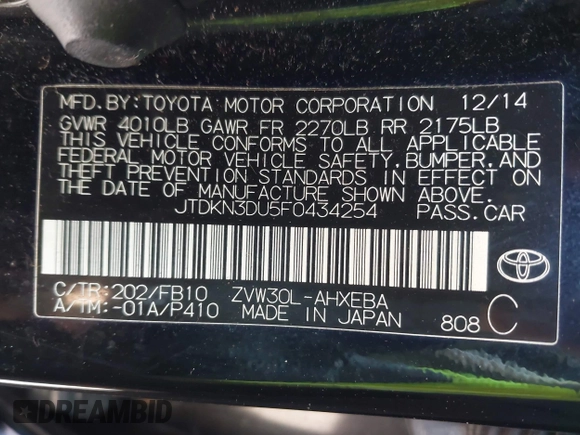 MFD.BY:TOYOTA MOTOR CORPORATION 12/14
GVWR 4010LB GAWR FR 2270LB RR 2175LB
THIS VEHICLE CONFORMS TO ALL APPLICABLE
FEDERAL MOTOR VEHICLE SAFETY,BUMPER,AND
THEFT PREVENTION STANDARDS IN EFFECT ON
THE DATE OF MANUFACTURE SHOWN ABOVE.
JTDKN3DU5F0434254 PASS.CAR
C/TR:202/FB10 ZVW30L-AHXEBA
A/TM:-01A/P410 MADE IN JAPAN 808 C
DREAMBID